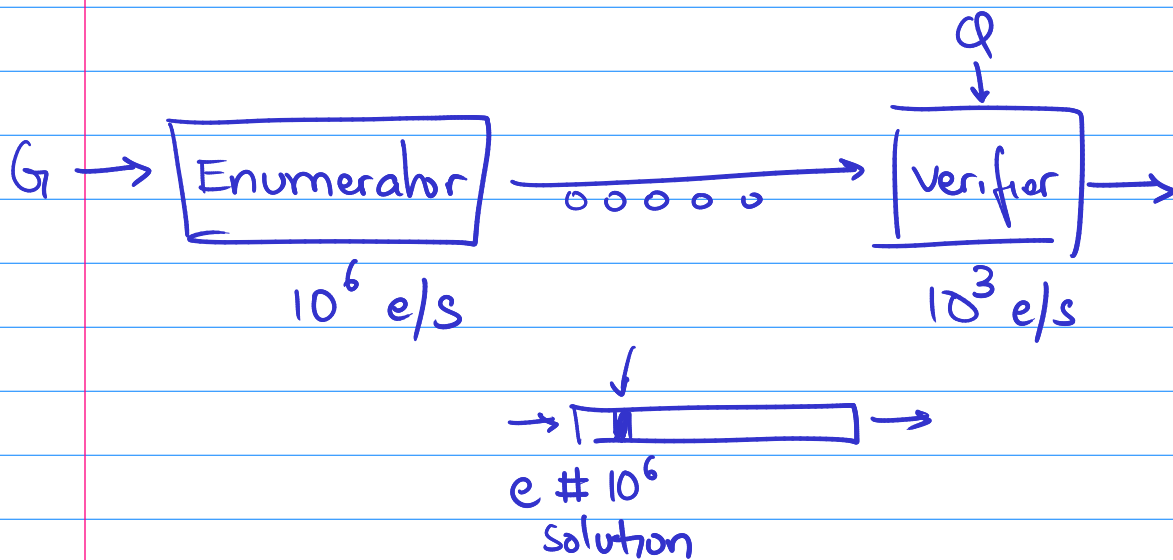 φ
G → Enumerator → verifier →
10⁶ e/s 10³ e/s
e # 10⁶
solution